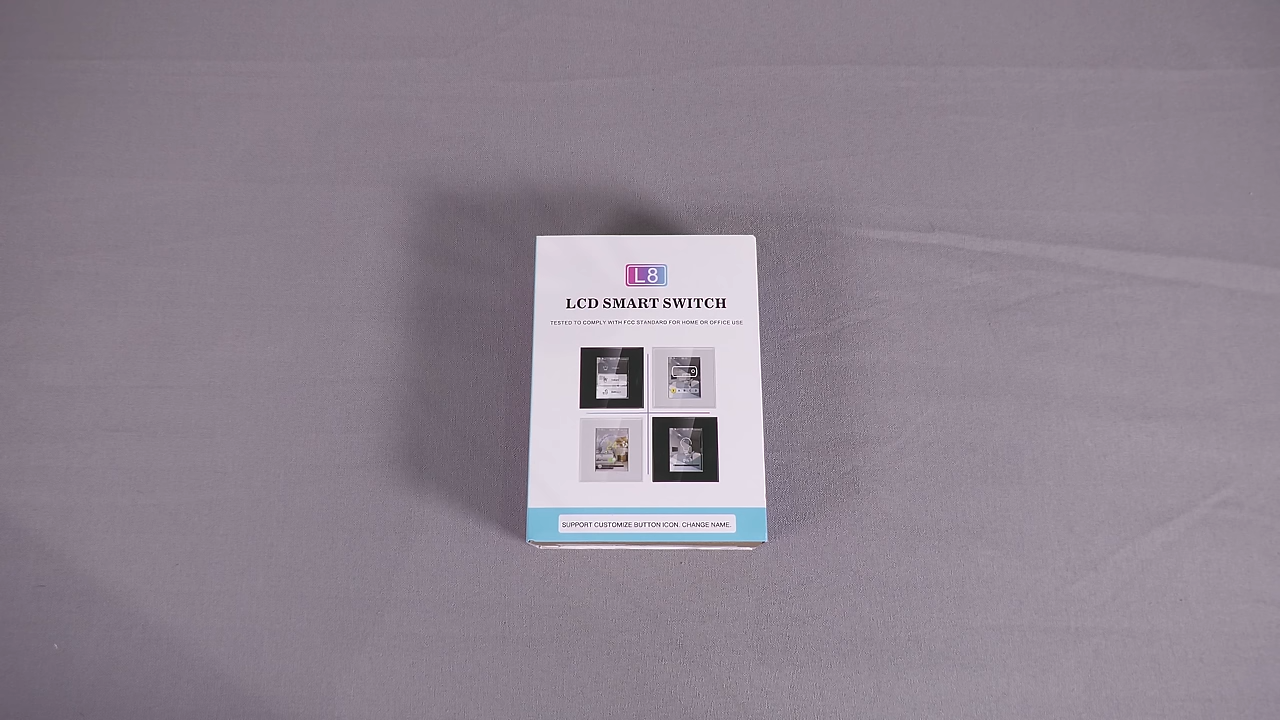 L8
LCD SMART SWITCH
TESTED TO COMPLY WITH FCC STANDARD FOR HOME OR OFFICE USE
SUPPORT CUSTOMIZE BUTTON ICON. CHANGE NAME.